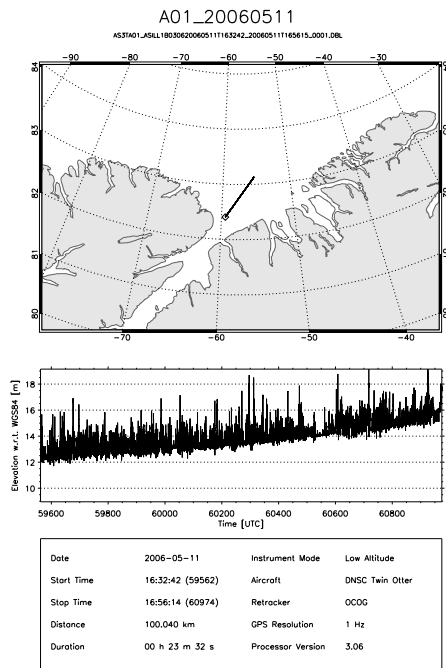 A01_20060511
AS3TA01_ASILL1B030620060511T163242_20060511T165615_0001.DBL
-90 -80 -70 -60 -50 -40 -30 -20
84
83
82
81
80
-70 -60 -50 -40
Elevation w.r.t. WGS84 [m]
18
16
14
12
10
59600 59800 60000 60200 60400 60600 60800
Time [UTC]
Date 2006-05-11 Instrument Mode Low Altitude
Start Time 16:32:42 (59562) Aircraft DNSC Twin Otter
Stop Time 16:56:14 (60974) Retracker OCOG
Distance 100.040 km GPS Resolution 1 Hz
Duration 00 h 23 m 32 s Processor Version 3.06